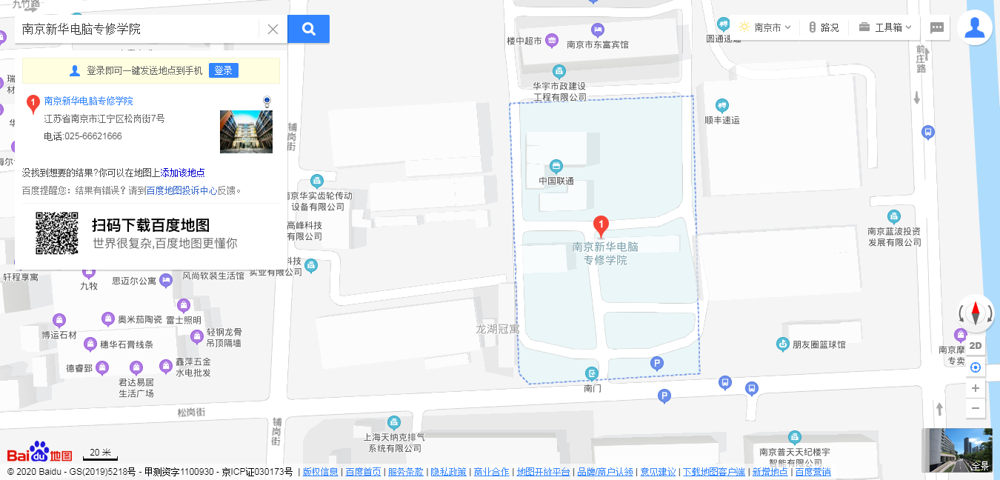 九竹路
南京新华电脑专修学院
登录即可一键发送地点到手机 登录
1 南京新华电脑专修学院
江苏省南京市江宁区松岗街7号
电话:025-66621666
没找到想要的结果?你可以在地图上添加该地点
百度提醒您：结果有错误？请到百度地图投诉中心反馈。
扫码下载百度地图
世界很复杂,百度地图更懂你
楼中超市
南京市东富宾馆
圆通速递
南京市
路况
工具箱
前庄路
华宇市政建设
工程有限公司
顺丰速运
铺岗街
中国联通
南京华实齿轮传动
设备有限公司
高峰科技
有限公司
1
南京新华电脑
专修学院
南京蓝波投资
发展有限公司
科技
实业有限公司
轩程享寓
九牧
思迈尔公寓
风尚软装生活馆
奥米茄陶瓷
雷士照明
博运石材
穗华石膏线条
轻钢龙骨
吊顶隔墙
德睿郅
鑫萍五金
水电批发
君达易居
生活广场
龙湖冠寓
朋友圈篮球馆
南京摩
专卖
2D
P
南门
P
松岗街
铺岗街
上海天纳克排气
系统有限公司
南京普天天纪楼宇
智能有限公司
全景
Bai du 地图
20 米
© 2020 Baidu - GS(2019)5218号 - 甲测资字1100930 - 京ICP证030173号 | 版权信息 | 百度首页 | 服务条款 | 隐私政策 | 商业合作 | 地图开放平台 | 品牌/商户认领 | 意见建议 | 下载地图客户端 | 新增地点 | 百度营销